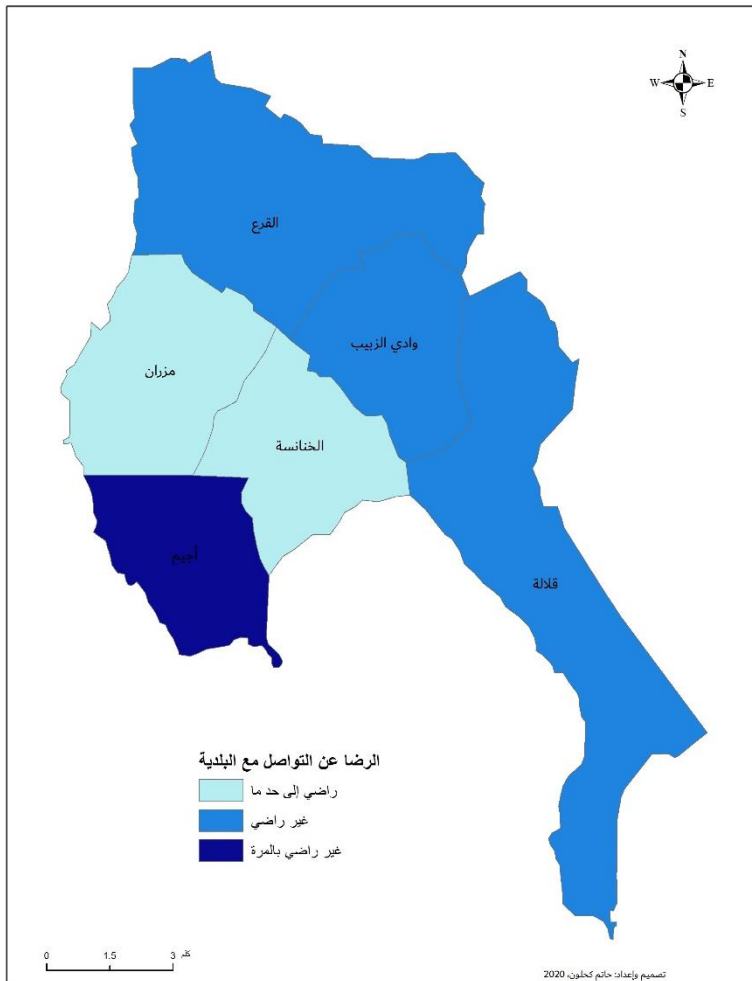 N
W E
S
القرع
وادي الزبيب
مزران
الخنانسة
أجيم
قلالة
الرضا عن التواصل مع البلدية
راضي إلى حد ما
غير راضي
غير راضي بالمرة
0 1.5 3 كلم
تصميم وإعداد: حاتم كحلون، 2020